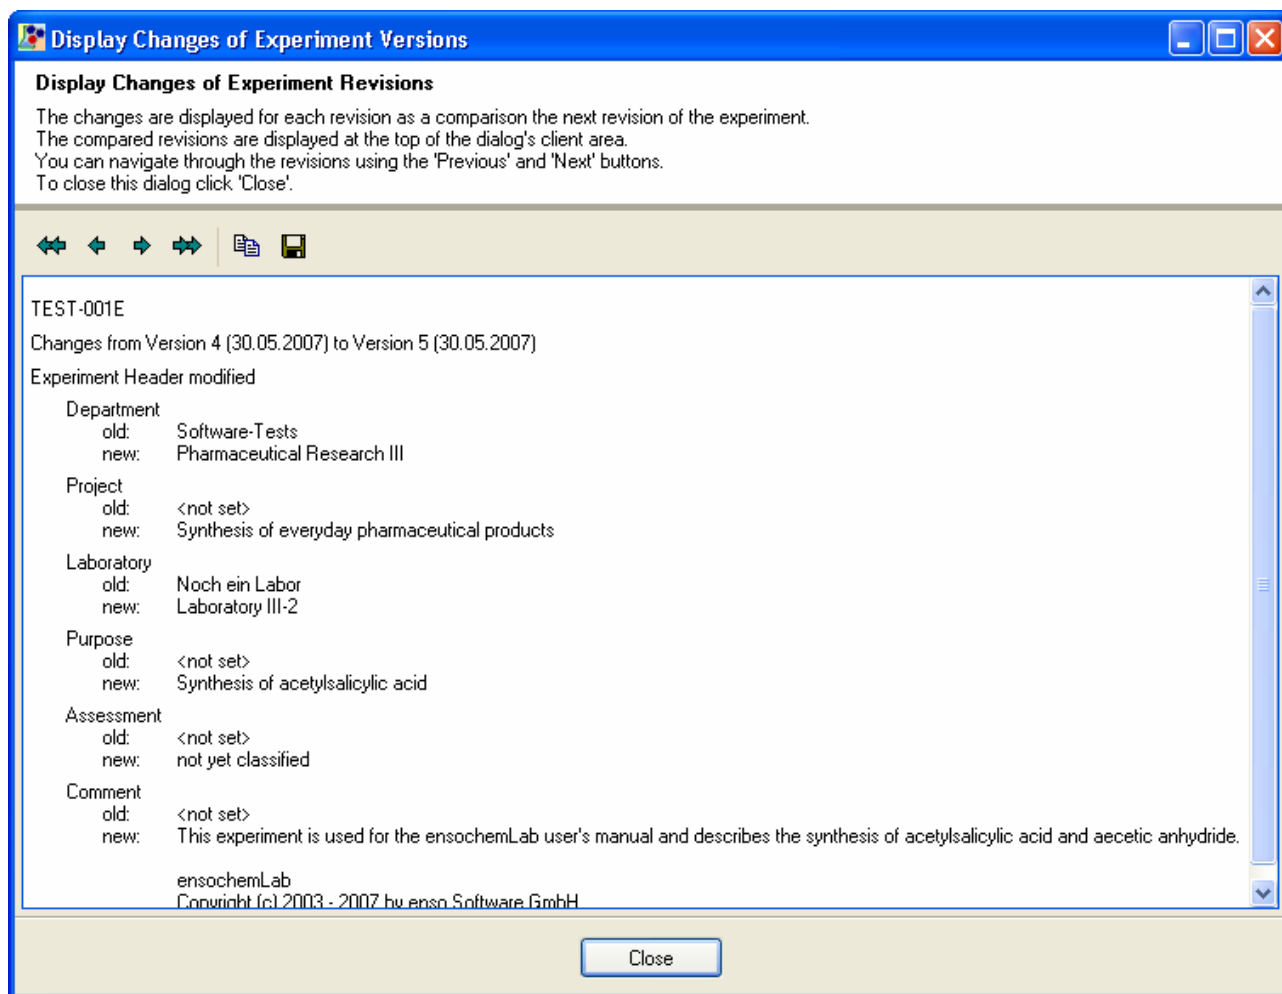 Display Changes of Experiment Versions
Display Changes of Experiment Revisions
The changes are displayed for each revision as a comparison the next revision of the experiment.
The compared revisions are displayed at the top of the dialog's client area.
You can navigate through the revisions using the 'Previous' and 'Next' buttons.
To close this dialog click 'Close'.
TEST-001E
Changes from Version 4 (30.05.2007) to Version 5 (30.05.2007)
Experiment Header modified
Department
old: Software-Tests
new: Pharmaceutical Research III
Project
old: <not set>
new: Synthesis of everyday pharmaceutical products
Laboratory
old: Noch ein Labor
new: Laboratory III-2
Purpose
old: <not set>
new: Synthesis of acetylsalicylic acid
Assessment
old: <not set>
new: not yet classified
Comment
old: <not set>
new: This experiment is used for the ensochemLab user's manual and describes the synthesis of acetylsalicylic acid and aecetic anhydride.
ensochemLab
Copyright (c) 2003 - 2007 by enso Software GmbH
Close